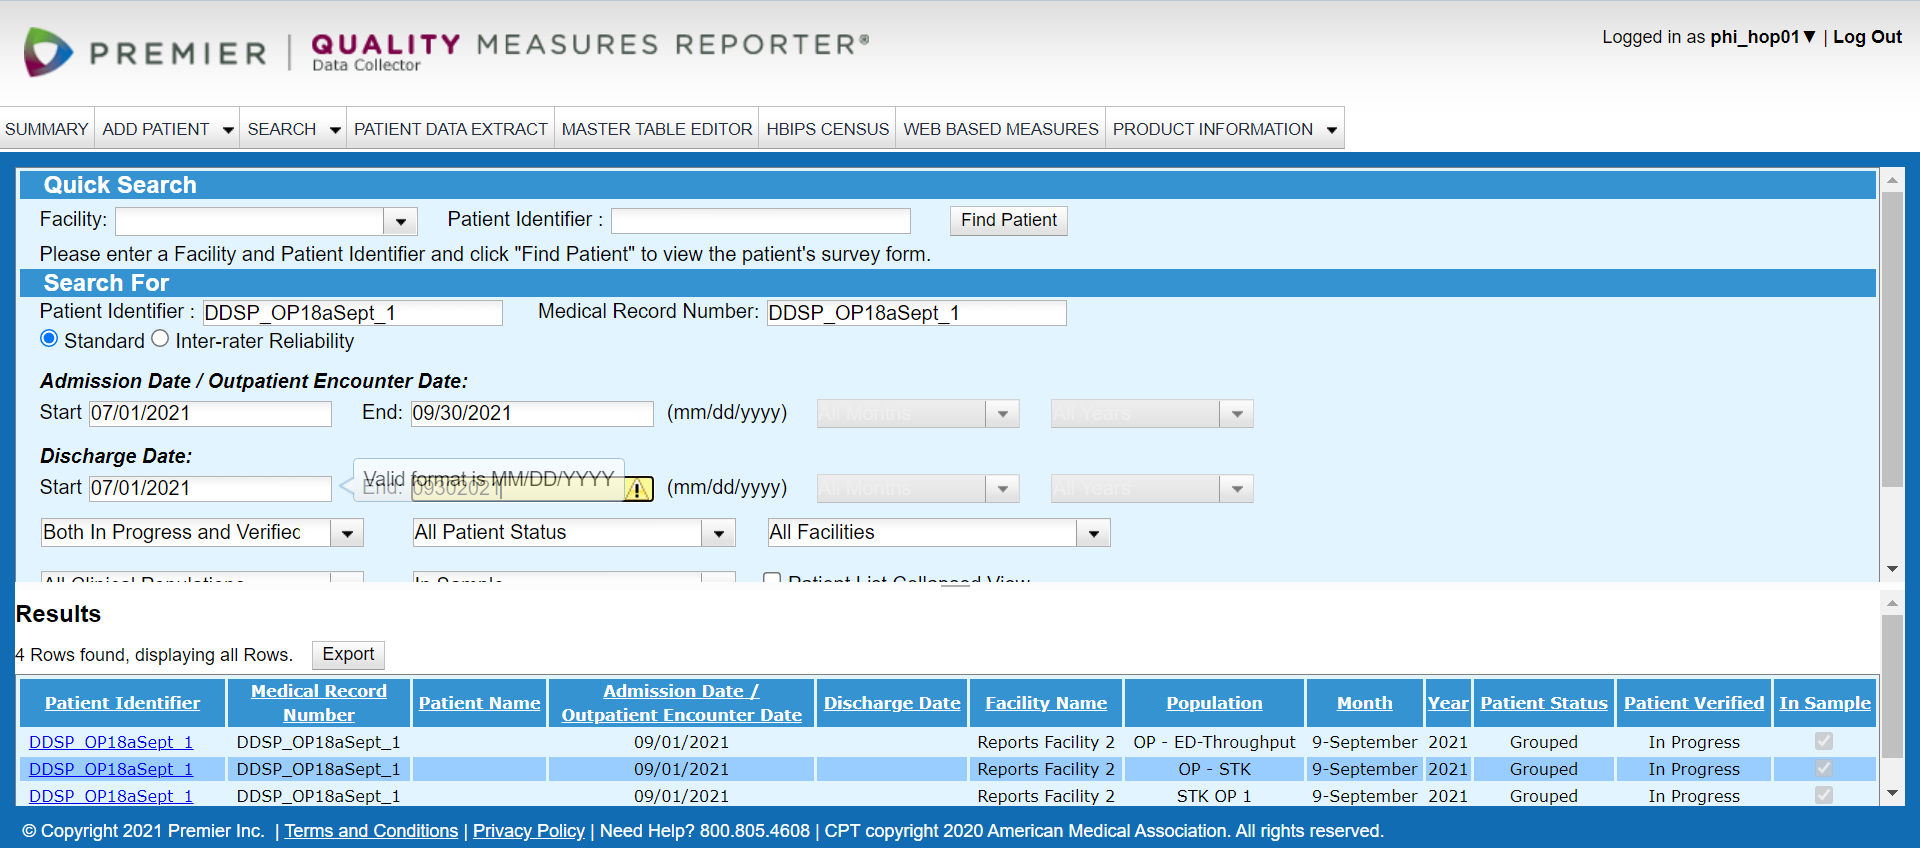 PREMIER | QUALITY MEASURES REPORTER®
Data Collector
Logged in as phi_hop01▼ | Log Out
SUMMARY ADD PATIENT SEARCH PATIENT DATA EXTRACT MASTER TABLE EDITOR HBIPS CENSUS WEB BASED MEASURES PRODUCT INFORMATION
Quick Search
Facility: Patient Identifier : Find Patient
Please enter a Facility and Patient Identifier and click "Find Patient" to view the patient's survey form.
Search For
Patient Identifier : DDSP_OP18aSept_1 Medical Record Number: DDSP_OP18aSept_1
Standard Inter-rater Reliability
Admission Date / Outpatient Encounter Date:
Start 07/01/2021 End: 09/30/2021 (mm/dd/yyyy) All Months All Years
Discharge Date:
Valid format is MM/DD/YYYY
Start 07/01/2021 End: 09302021 (mm/dd/yyyy) All Months All Years
Both In Progress and Verified All Patient Status All Facilities
All Clinical Populations In Sample Patient List Collapsed View
Results
4 Rows found, displaying all Rows. Export
Patient Identifier Medical Record Number Patient Name Admission Date / Outpatient Encounter Date Discharge Date Facility Name Population Month Year Patient Status Patient Verified In Sample
DDSP_OP18aSept_1 DDSP_OP18aSept_1 09/01/2021 Reports Facility 2 OP - ED-Throughput 9-September 2021 Grouped In Progress
DDSP_OP18aSept_1 DDSP_OP18aSept_1 09/01/2021 Reports Facility 2 OP - STK 9-September 2021 Grouped In Progress
DDSP_OP18aSept_1 DDSP_OP18aSept_1 09/01/2021 Reports Facility 2 STK OP 1 9-September 2021 Grouped In Progress
© Copyright 2021 Premier Inc. | Terms and Conditions | Privacy Policy | Need Help? 800.805.4608 | CPT copyright 2020 American Medical Association. All rights reserved.